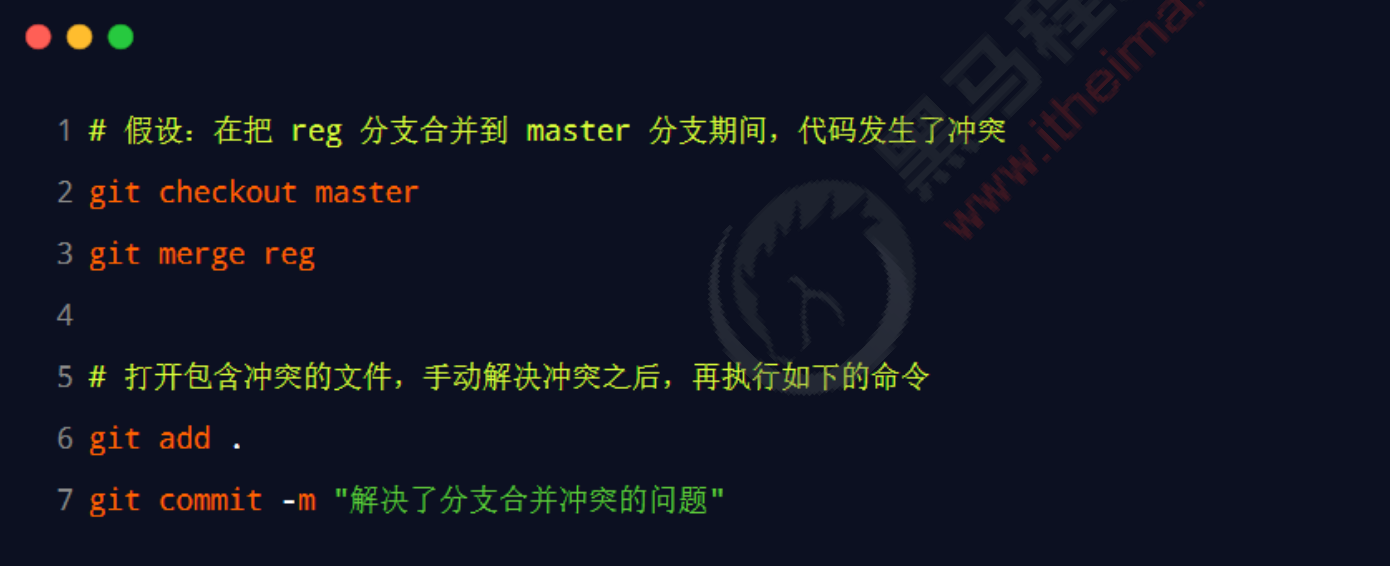 1 # 假设：在把 reg 分支合并到 master 分支期间，代码发生了冲突
2 git checkout master
3 git merge reg
4
5 # 打开包含冲突的文件，手动解决冲突之后，再执行如下的命令
6 git add .
7 git commit -m "解决了分支合并冲突的问题"
黑马程
www.itheima.